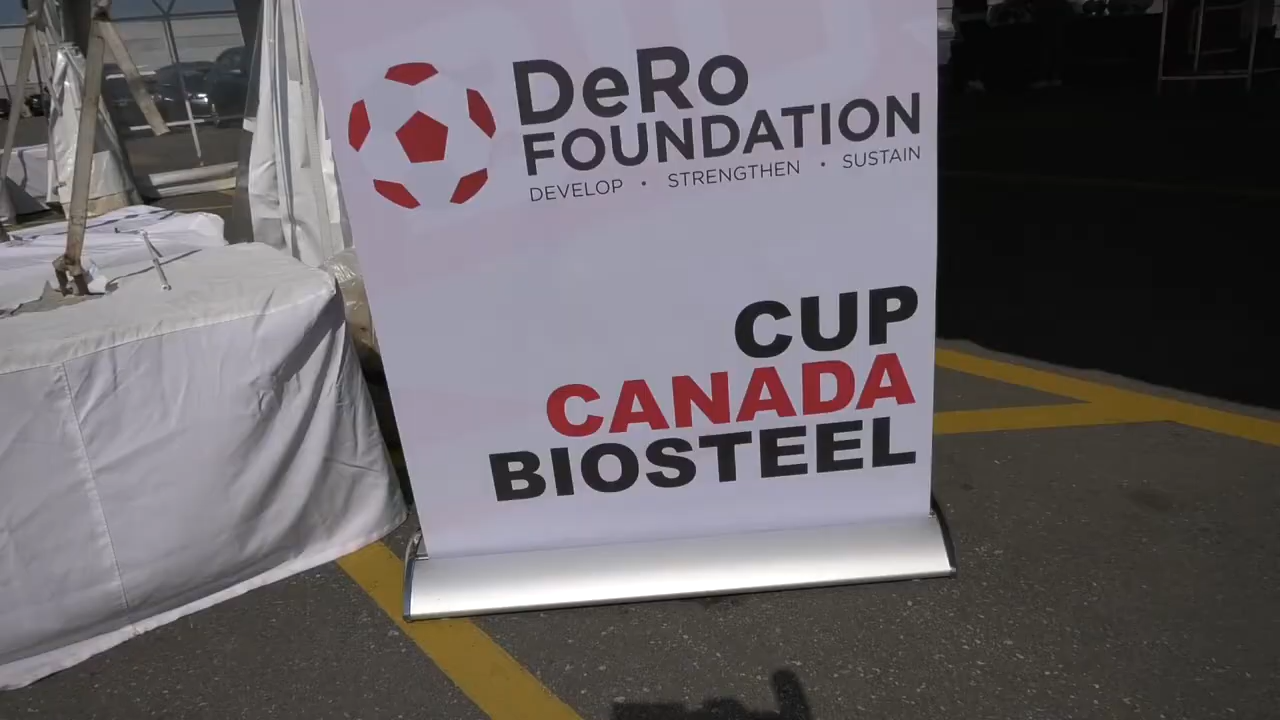 DeRo
FOUNDATION
DEVELOP • STRENGTHEN • SUSTAIN
CUP
CANADA
BIOSTEEL